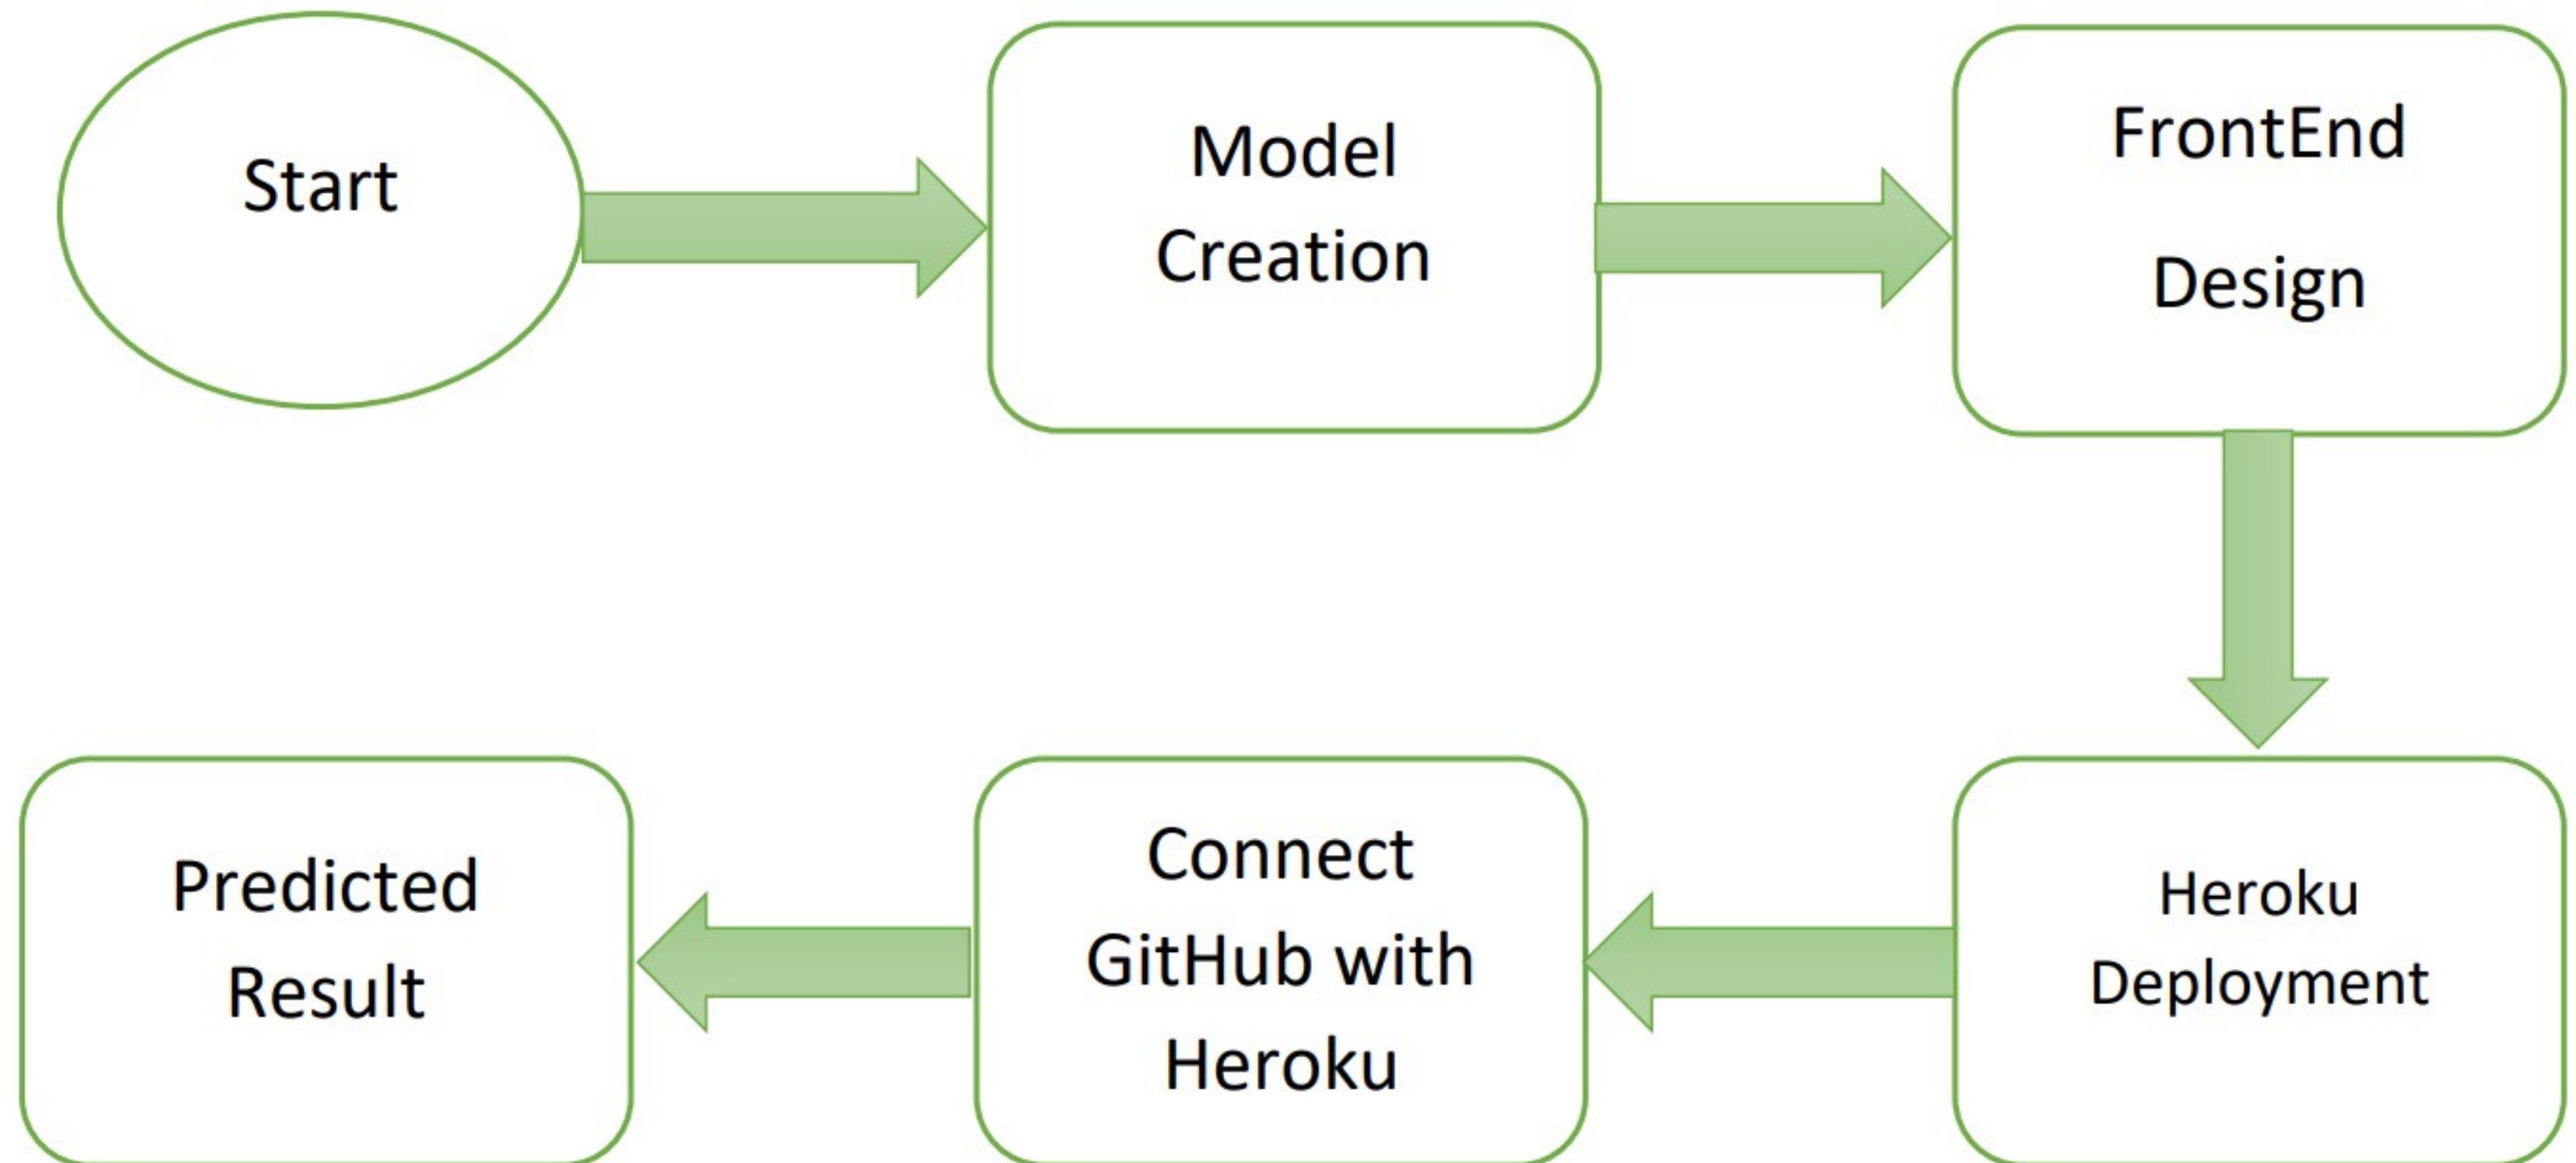 Start
Model
Creation
FrontEnd
Design
Heroku
Deployment
Connect
GitHub with
Heroku
Predicted
Result